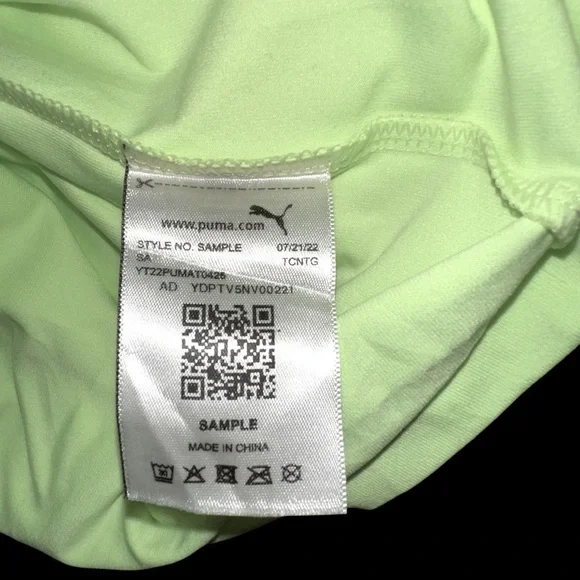 www.puma.com
STYLE NO. SAMPLE 07/21/22
SA TCNTG
YT22PUMAT0426
AD YDPTV5NV00221
SAMPLE
MADE IN CHINA